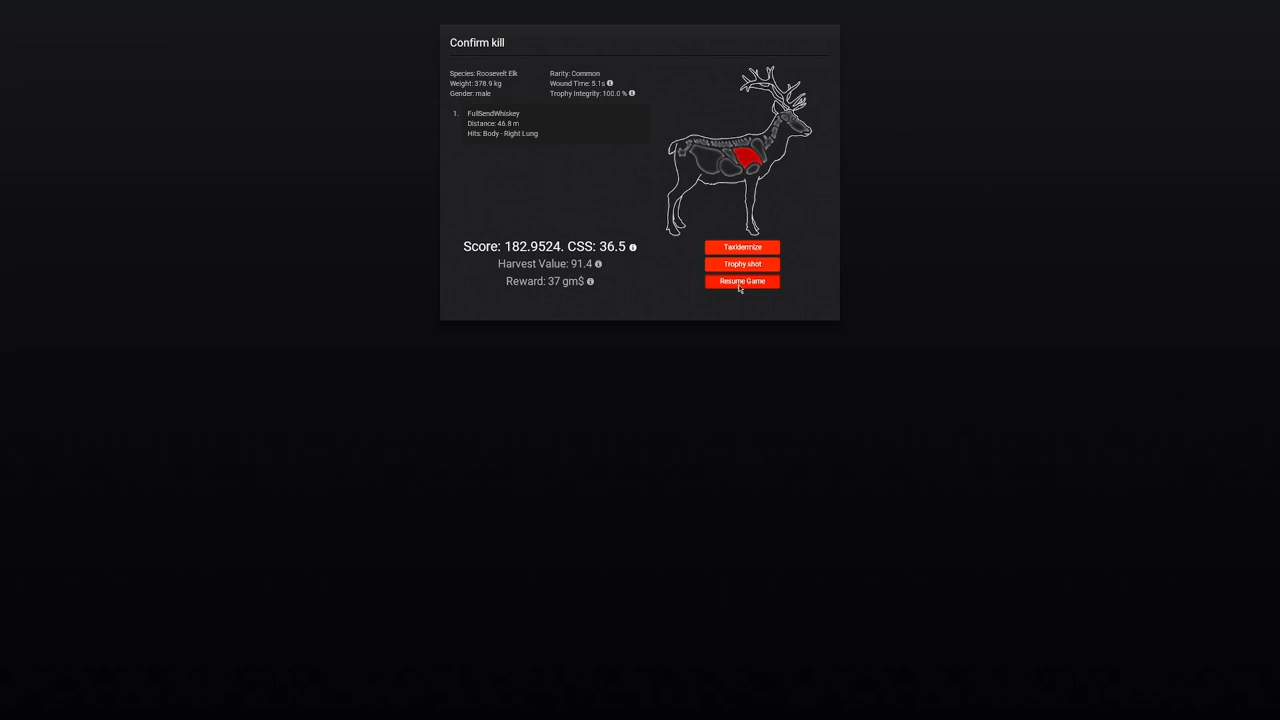 Confirm kill
Species: Roosevelt Elk
Weight: 378.9 kg
Gender: male
Rarity: Common
Wound Time: 5.1s
Trophy Integrity: 100.0 %
1. FullSendWhiskey
Distance: 46.8 m
Hits: Body - Right Lung
Score: 182.9524. CSS: 36.5
Harvest Value: 91.4
Reward: 37 gm$
Taxidermize
Trophy shot
Resume Game